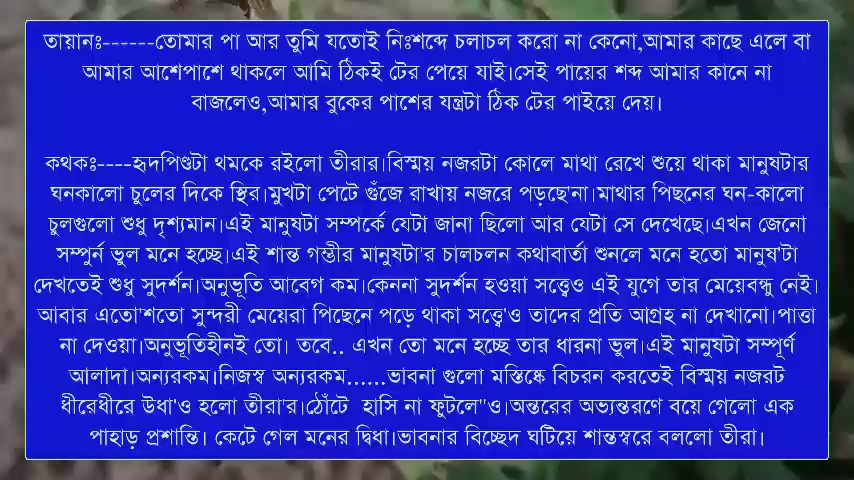 তায়ানঃ------তোমার পা আর তুমি যতোই নিঃশব্দে চলাচল করো না কেনো,আমার কাছে এলে বা
আমার আশেপাশে থাকলে আমি ঠিকই টের পেয়ে যাই।সেই পায়ের শব্দ আমার কানে না
বাজলেও,আমার বুকের পাশের যন্ত্রটা ঠিক টের পাইয়ে দেয়।
কথকঃ----হৃদপিণ্ডটা থমকে রইলো তীরার।বিস্ময় নজরটা কোলে মাথা রেখে শুয়ে থাকা মানুষটার
ঘনকালো চুলের দিকে স্থির।মুখটা পেটে গুঁজে রাখায় নজরে পড়ছে'না।মাথার পিছনের ঘন-কালো
চুলগুলো শুধু দৃশ্যমান।এই মানুষটা সম্পর্কে যেটা জানা ছিলো আর যেটা সে দেখেছে।এখন জেনো
সম্পুর্ন ভুল মনে হচ্ছে।এই শান্ত গম্ভীর মানুষটা'র চালচলন কথাবার্তা শুনলে মনে হতো মানুষ'টা
দেখতেই শুধু সুদর্শন।অনুভূতি আবেগ কম।কেননা সুদর্শন হওয়া সত্ত্বেও এই যুগে তার মেয়েবন্ধু নেই।
আবার এতো'শতো সুন্দরী মেয়েরা পিছেনে পড়ে থাকা সত্ত্বে'ও তাদের প্রতি আগ্রহ না দেখানো।পাত্তা
না দেওয়া।অনুভূতিহীনই তো। তবে.. এখন তো মনে হচ্ছে তার ধারনা ভুল।এই মানুষটা সম্পূর্ণ
আলাদা।অন্যরকম।নিজস্ব অন্যরকম......ভাবনা গুলো মস্তিষ্কে বিচরন করতেই বিস্ময় নজরট
ধীরেধীরে উধা'ও হলো তীরা'র।ঠোঁটে হাসি না ফুটলে"ও।অন্তরের অভ্যন্তরণে বয়ে গেলো এক
পাহাড় প্রশান্তি। কেটে গেল মনের দ্বিধা।ভাবনার বিচ্ছেদ ঘটিয়ে শান্তস্বরে বললো তীরা।